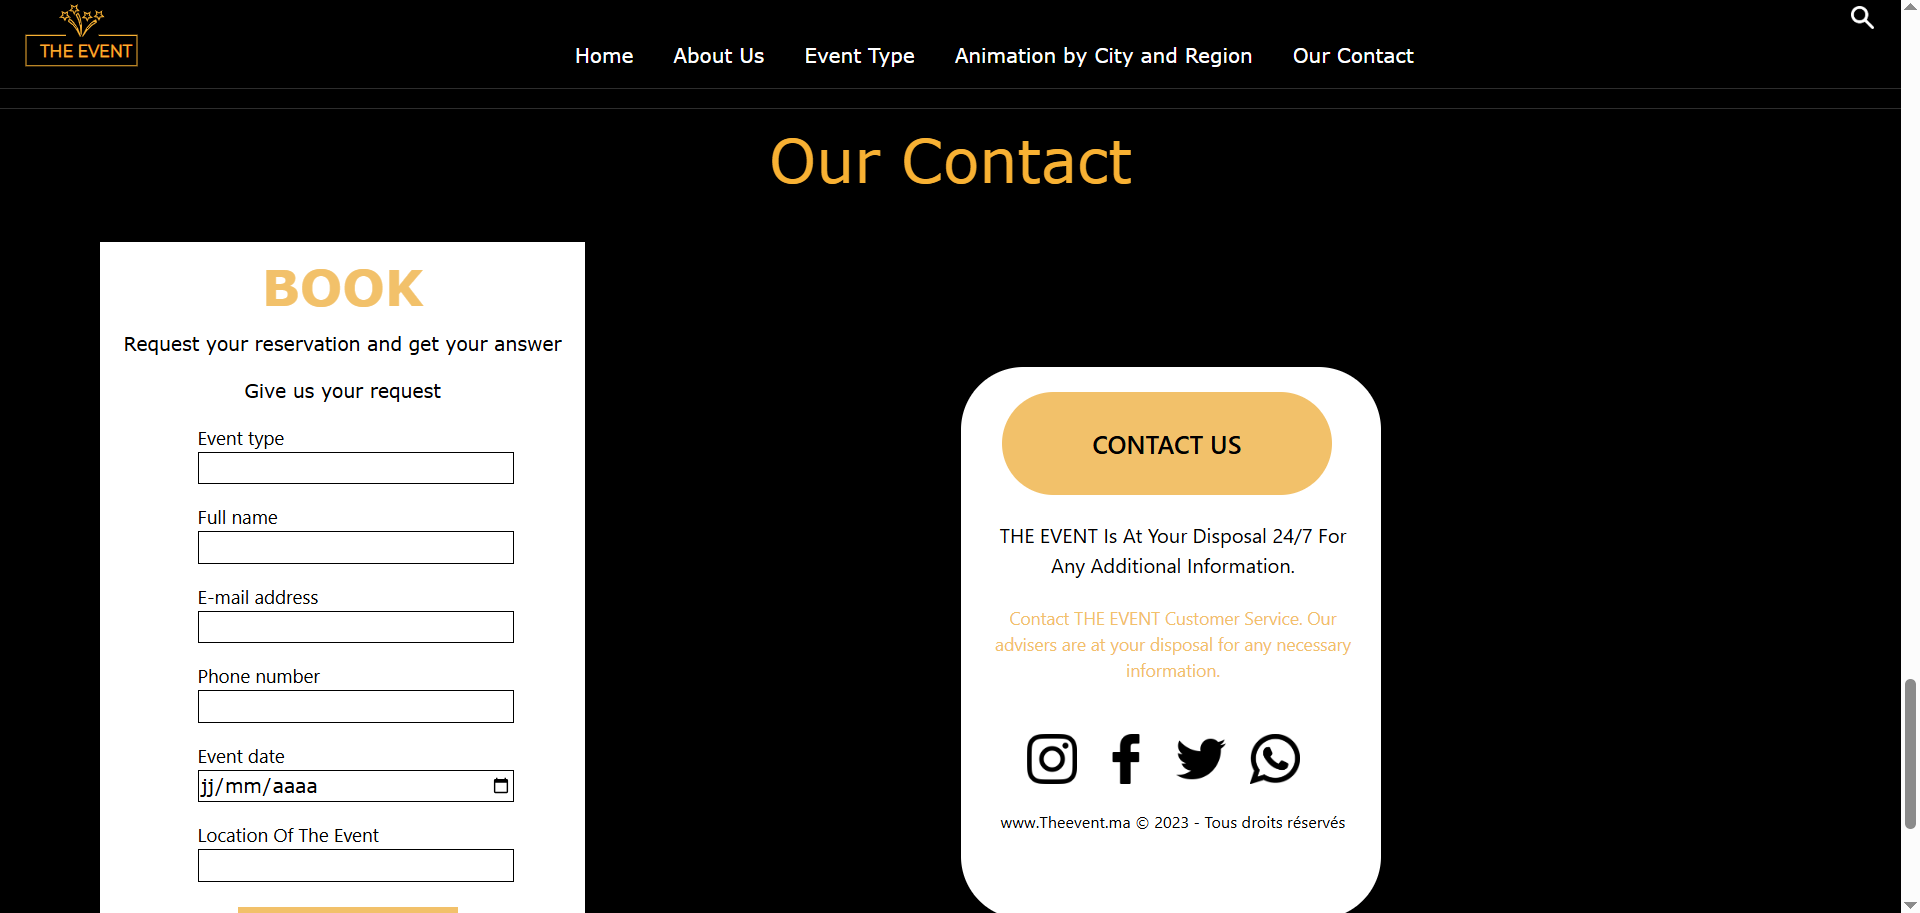 THE EVENT
Home About Us Event Type Animation by City and Region Our Contact
Our Contact
BOOK
Request your reservation and get your answer
Give us your request
Event type
Full name
E-mail address
Phone number
Event date
jj/mm/aaaa
Location Of The Event
CONTACT US
THE EVENT Is At Your Disposal 24/7 For
Any Additional Information.
Contact THE EVENT Customer Service. Our
advisers are at your disposal for any necessary
information.
www.Theevent.ma © 2023 - Tous droits réservés